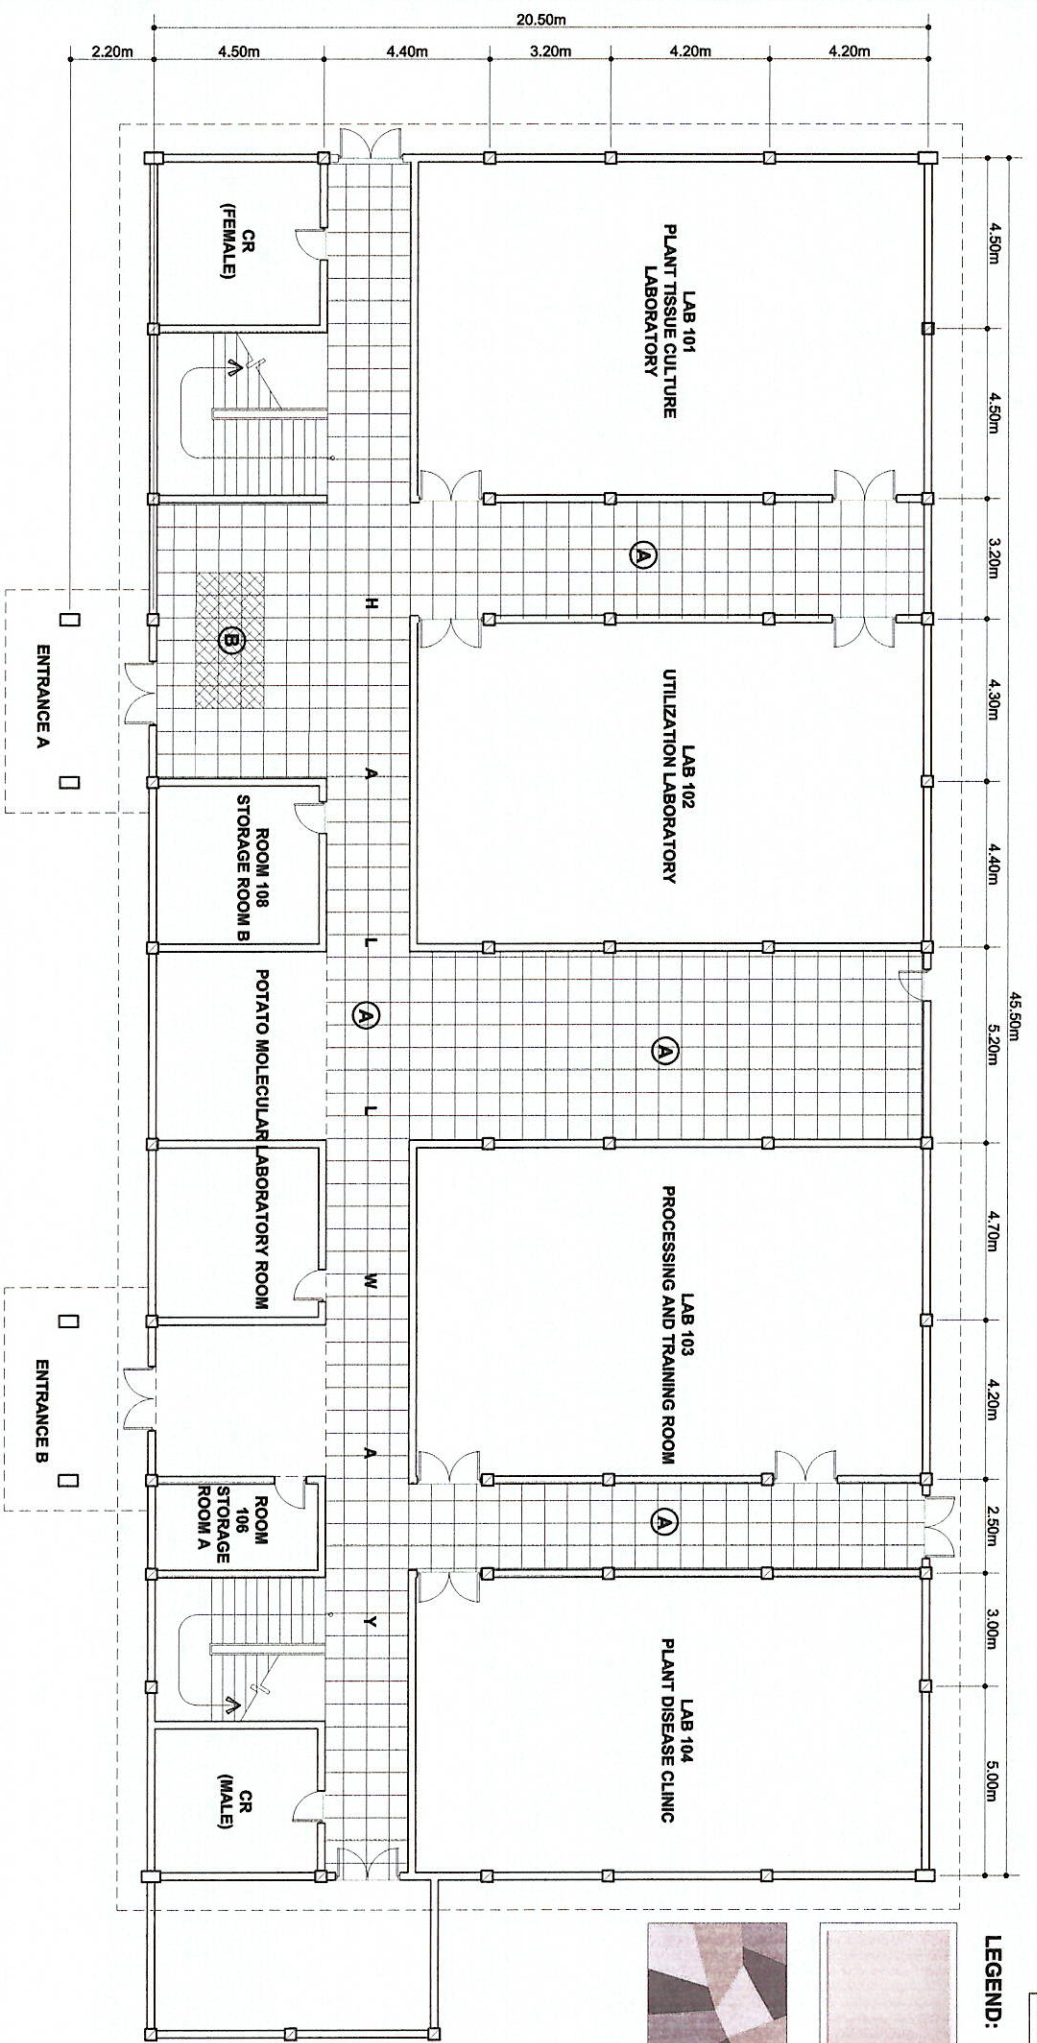 20.50m
2.20m
4.50m
4.40m
3.20m
4.20m
4.20m
45.50m
4.50m
4.50m
3.20m
4.30m
4.40m
5.20m
4.70m
4.20m
2.50m
3.00m
5.00m
LAB 101
PLANT TISSUE CULTURE
LABORATORY
LAB 102
UTILIZATION LABORATORY
LAB 103
PROCESSING AND TRAINING ROOM
LAB 104
PLANT DISEASE CLINIC
A
A
A
A
B
H A L L W A Y
CR
(FEMALE)
ROOM 108
STORAGE ROOM B
POTATO MOLECULAR LABORATORY ROOM
ROOM
106
STORAGE
ROOM A
CR
(MALE)
ENTRANCE A
ENTRANCE B
LEGEND: